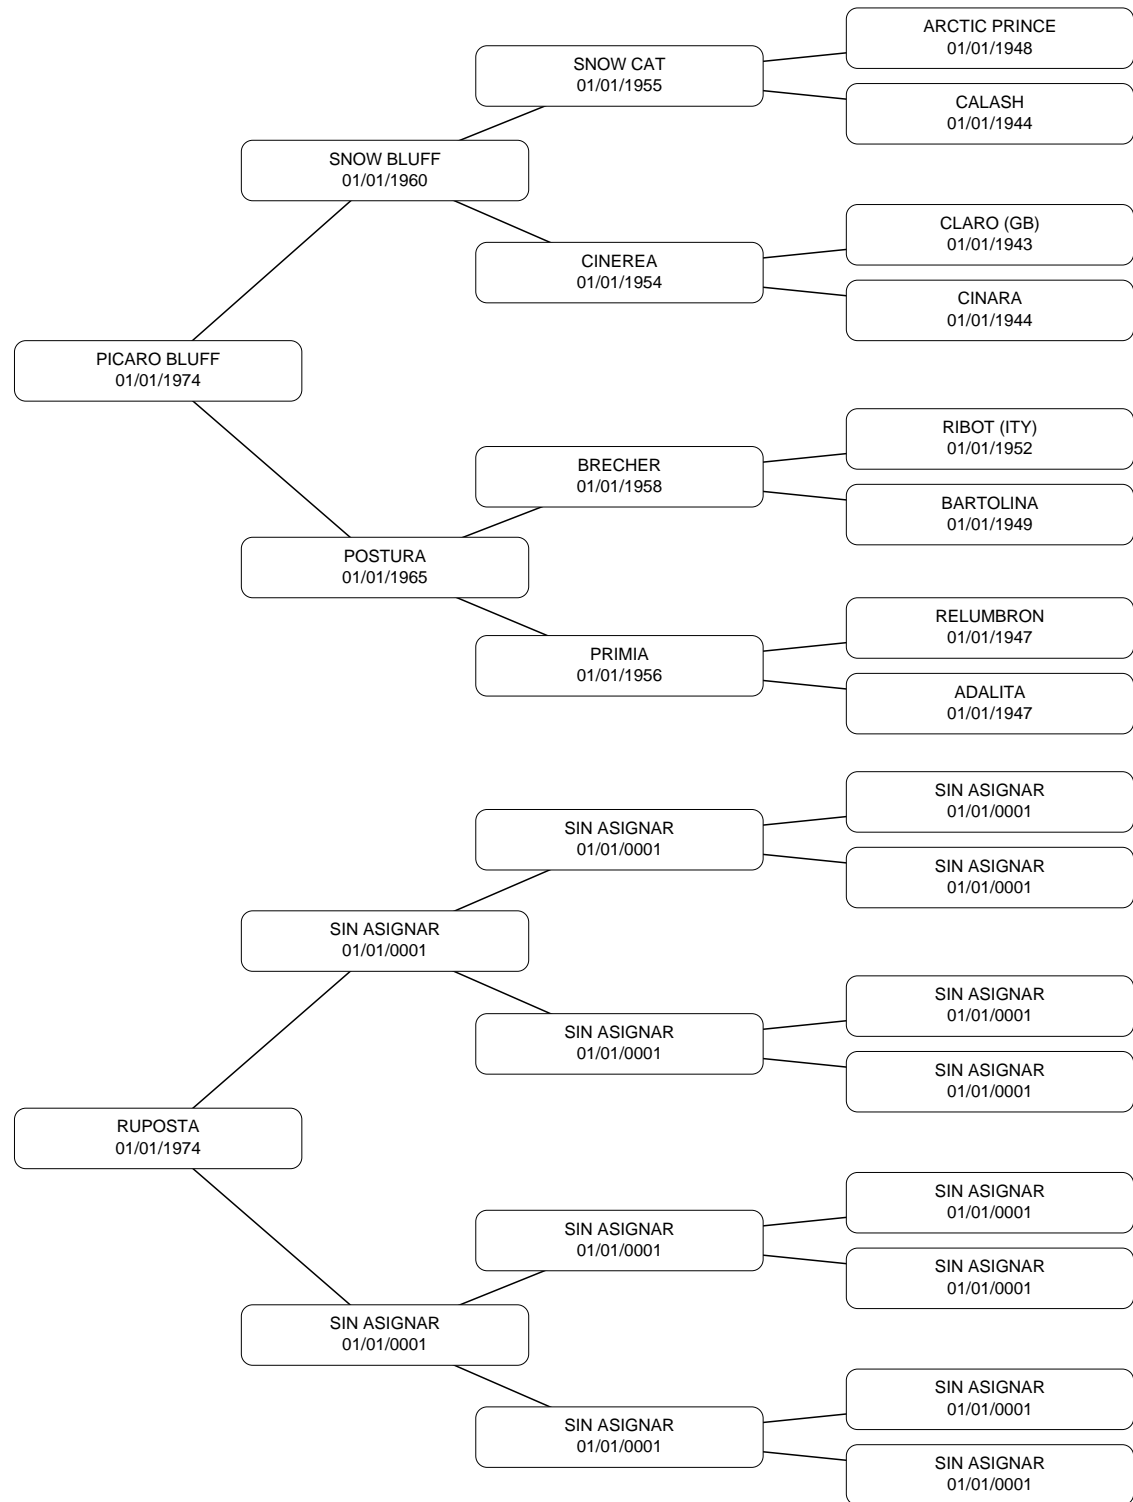 ARCTIC PRINCE
01/01/1948
SNOW CAT
01/01/1955
CALASH
01/01/1944
SNOW BLUFF
01/01/1960
CLARO (GB)
01/01/1943
CINEREA
01/01/1954
CINARA
01/01/1944
PICARO BLUFF
01/01/1974
RIBOT (ITY)
01/01/1952
BRECHER
01/01/1958
BARTOLINA
01/01/1949
POSTURA
01/01/1965
RELUMBRON
01/01/1947
PRIMIA
01/01/1956
ADALITA
01/01/1947
SIN ASIGNAR
01/01/0001
SIN ASIGNAR
01/01/0001
SIN ASIGNAR
01/01/0001
SIN ASIGNAR
01/01/0001
SIN ASIGNAR
01/01/0001
SIN ASIGNAR
01/01/0001
SIN ASIGNAR
01/01/0001
RUPOSTA
01/01/1974
SIN ASIGNAR
01/01/0001
SIN ASIGNAR
01/01/0001
SIN ASIGNAR
01/01/0001
SIN ASIGNAR
01/01/0001
SIN ASIGNAR
01/01/0001
SIN ASIGNAR
01/01/0001
SIN ASIGNAR
01/01/0001